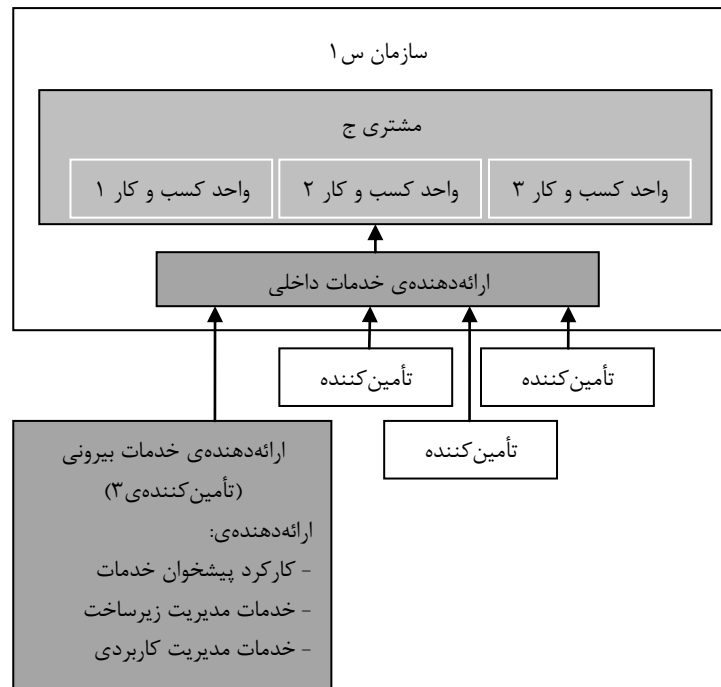 سازمان س۱
مشتری ج
واحد کسب و کار ۱
واحد کسب و کار ۲
واحد کسب و کار ۳
ارائه‌دهنده‌ی خدمات داخلی
تأمین‌کننده
تأمین‌کننده
تأمین‌کننده
ارائه‌دهنده‌ی خدمات بیرونی
(تأمین‌کننده‌ی۳)
ارائه‌دهنده‌ی:
- کارکرد پیشخوان خدمات
- خدمات مدیریت زیرساخت
- خدمات مدیریت کاربردی